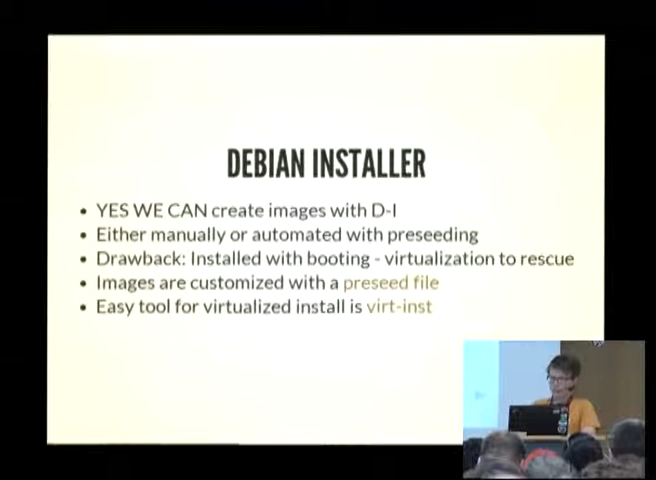 DEBIAN INSTALLER
• YES WE CAN create images with D-I
• Either manually or automated with preseeding
• Drawback: Installed with booting - virtualization to rescue
• Images are customized with a preseed file
• Easy tool for virtualized install is virt-inst